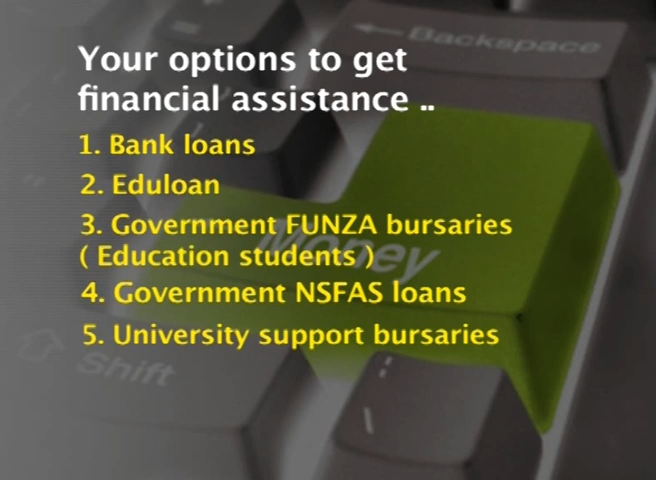 ← Backspace
Your options to get
financial assistance ..
1. Bank loans
2. Eduloan
3. Government FUNZA bursaries
( Education students )
Money
4. Government NSFAS loans
5. University support bursaries
Shift